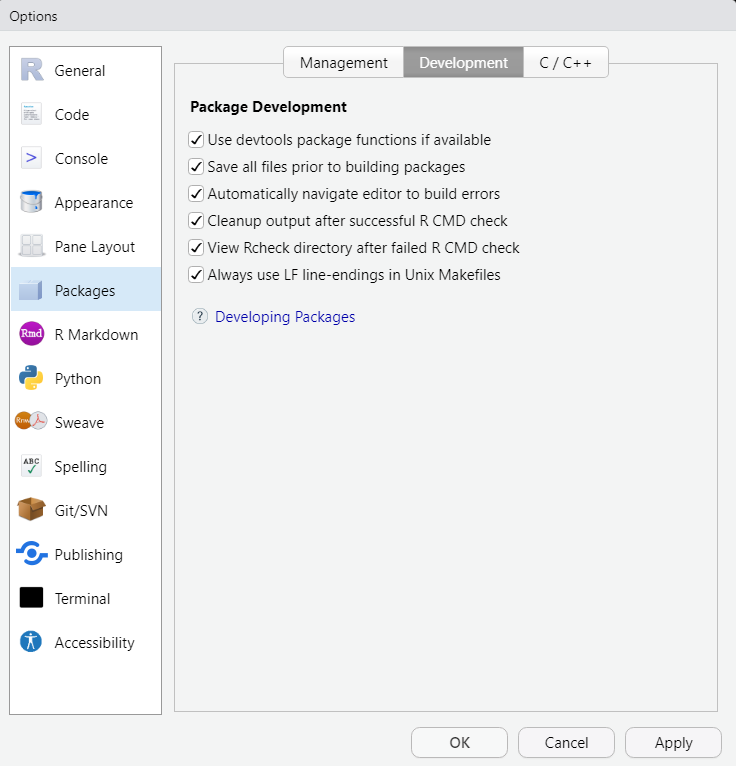 Options
General
Code
Console
Appearance
Pane Layout
Packages
Rmd R Markdown
Python
Rnw Sweave
ABC Spelling
Git/SVN
Publishing
Terminal
Accessibility
Management Development C / C++
Package Development
Use devtools package functions if available
Save all files prior to building packages
Automatically navigate editor to build errors
Cleanup output after successful R CMD check
View Rcheck directory after failed R CMD check
Always use LF line-endings in Unix Makefiles
? Developing Packages
OK Cancel Apply